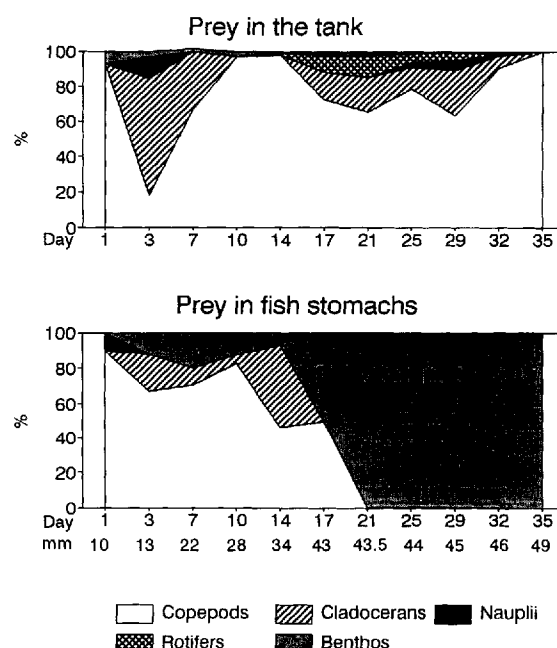 Prey in the tank
100
80
60
40
20
0
%
Day 1 3 7 10 14 17 21 25 29 32 35
Prey in fish stomachs
100
80
60
40
20
0
%
Day 1 3 7 10 14 17 21 25 29 32 35
mm 10 13 22 28 34 43 43.5 44 45 46 49
Copepods Cladocerans Nauplii
Rotifers Benthos